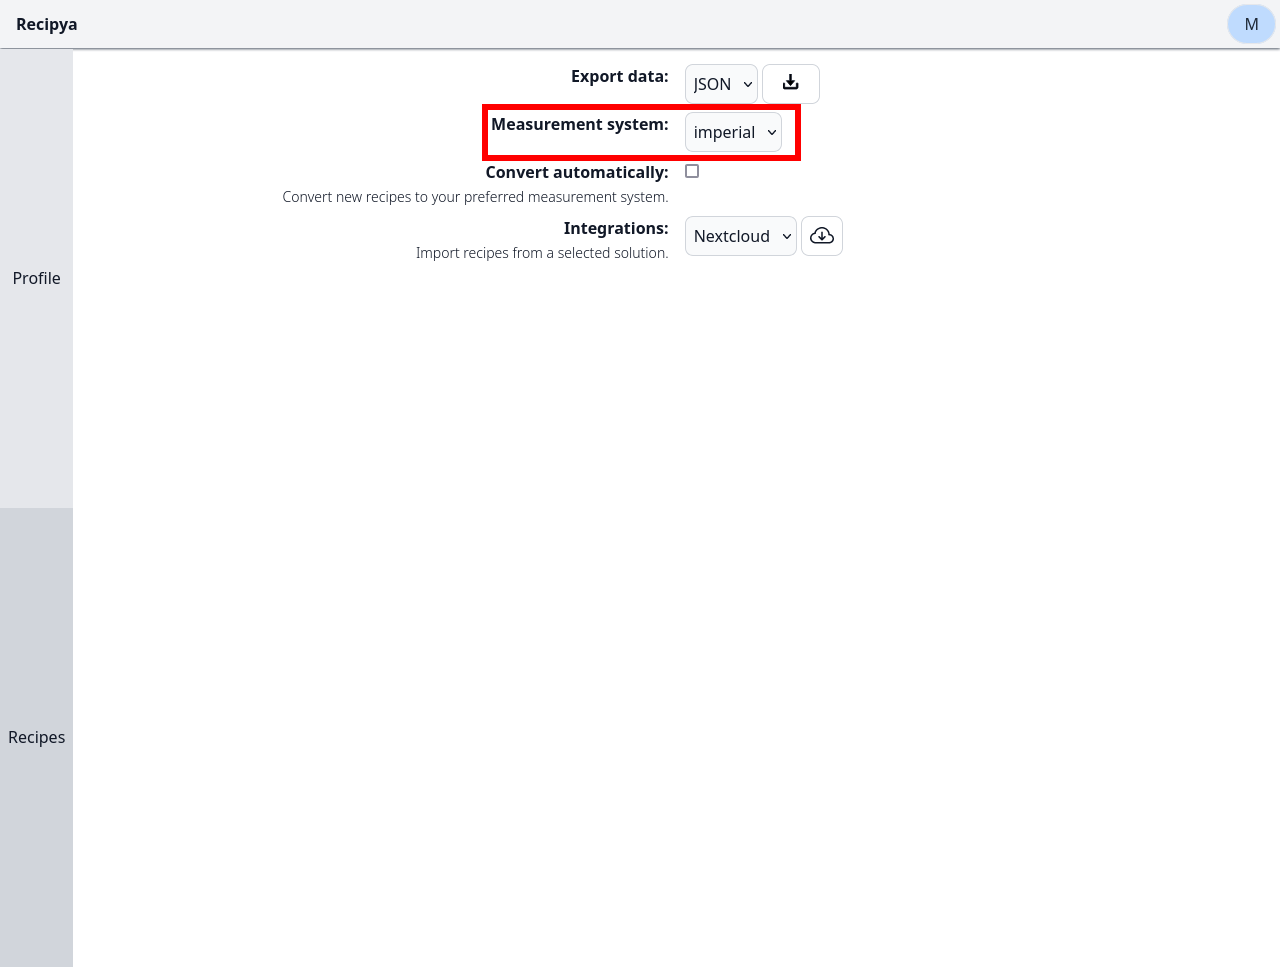 Recipya
M
Export data:
JSON
Measurement system:
imperial
Convert automatically:
Convert new recipes to your preferred measurement system.
Integrations:
Nextcloud
Import recipes from a selected solution.
Profile
Recipes